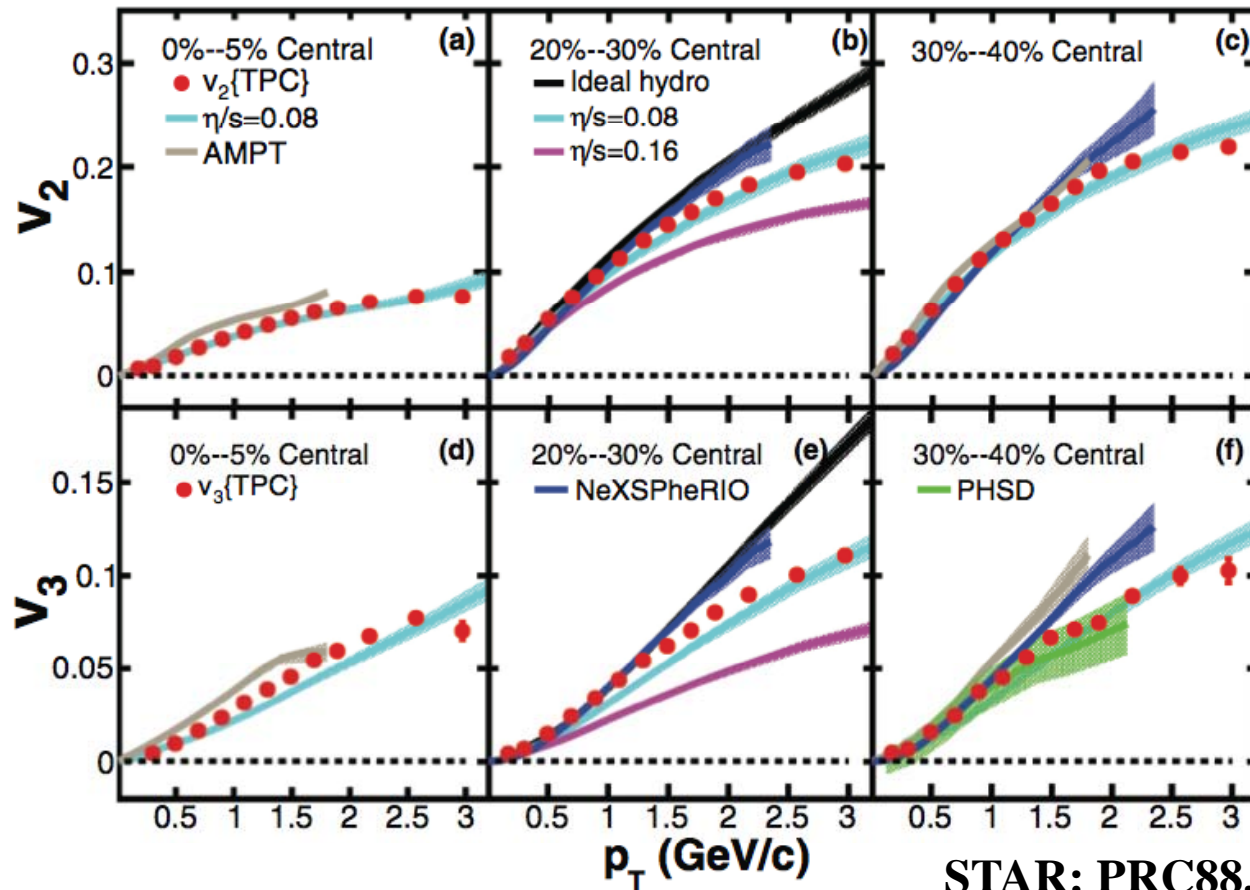 0%--5% Central (a)
v2{TPC}
η/s=0.08
AMPT
20%--30% Central (b)
Ideal hydro
η/s=0.08
η/s=0.16
30%--40% Central (c)
v2
0.3
0.2
0.1
0
0%--5% Central (d)
v3{TPC}
20%--30% Central (e)
NeXSPheRIO
30%--40% Central (f)
PHSD
v3
0.15
0.1
0.05
0
0.5 1 1.5 2 2.5 3 0.5 1 1.5 2 2.5 3 0.5 1 1.5 2 2.5 3
pT (GeV/c)
STAR: PRC88.